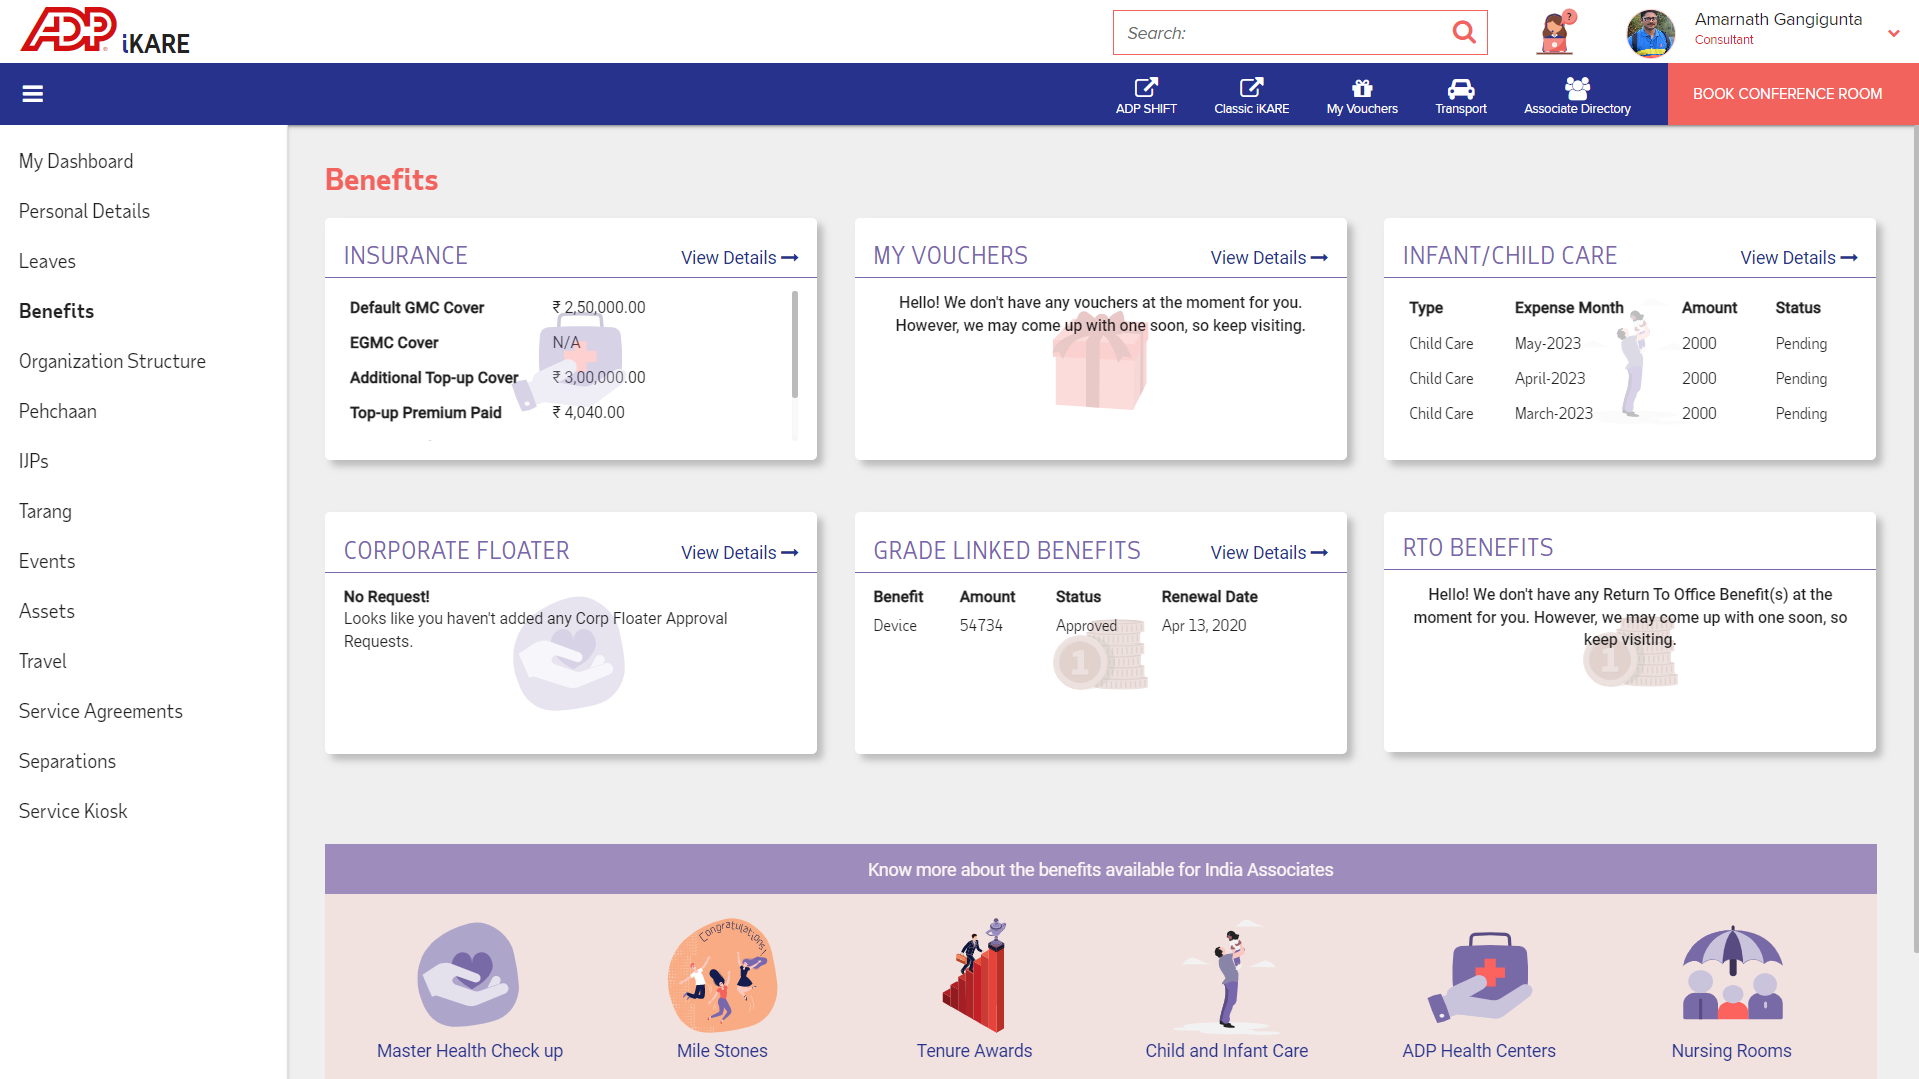 ADP iKARE
Search:
?
Amarnath Gangigunta
Consultant
ADP SHIFT
Classic iKARE
My Vouchers
Transport
Associate Directory
BOOK CONFERENCE ROOM
My Dashboard
Personal Details
Leaves
Benefits
Organization Structure
Pehchaan
IJPs
Tarang
Events
Assets
Travel
Service Agreements
Separations
Service Kiosk
Benefits
INSURANCE View Details
Default GMC Cover ₹ 2,50,000.00
EGMC Cover N/A
Additional Top-up Cover ₹ 3,00,000.00
Top-up Premium Paid ₹ 4,040.00
MY VOUCHERS View Details
Hello! We don't have any vouchers at the moment for you.
However, we may come up with one soon, so keep visiting.
INFANT/CHILD CARE View Details
Type Expense Month Amount Status
Child Care May-2023 2000 Pending
Child Care April-2023 2000 Pending
Child Care March-2023 2000 Pending
CORPORATE FLOATER View Details
No Request!
Looks like you haven't added any Corp Floater Approval
Requests.
GRADE LINKED BENEFITS View Details
Benefit Amount Status Renewal Date
Device 54734 Approved Apr 13, 2020
1
RTO BENEFITS
Hello! We don't have any Return To Office Benefit(s) at the
moment for you. However, we may come up with one soon, so
keep visiting.
1
Know more about the benefits available for India Associates
Congratulations!
Master Health Check up
Mile Stones
Tenure Awards
Child and Infant Care
ADP Health Centers
Nursing Rooms